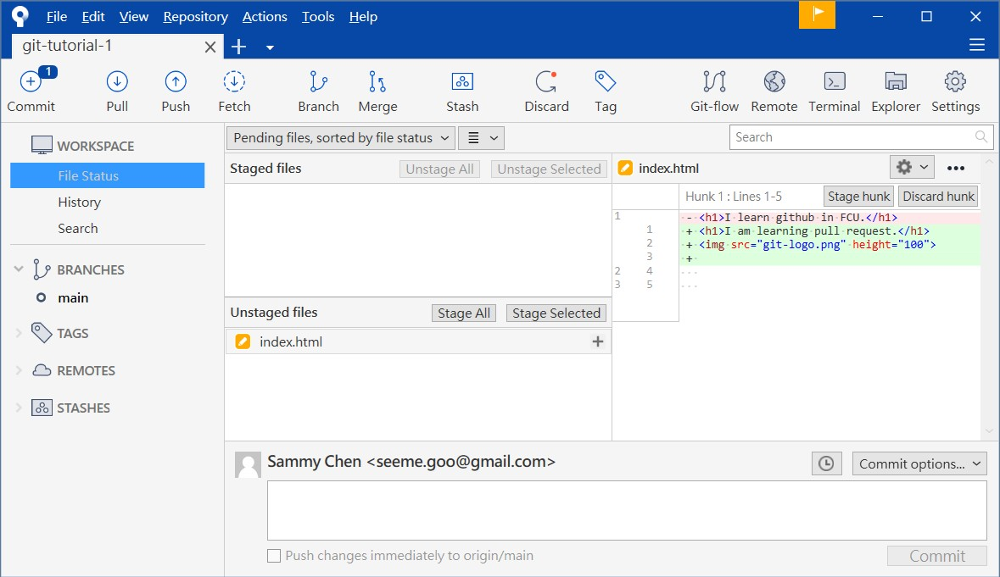 File Edit View Repository Actions Tools Help
git-tutorial-1
1
Commit Pull Push Fetch Branch Merge Stash Discard Tag Git-flow Remote Terminal Explorer Settings
WORKSPACE
File Status
History
Search
BRANCHES
main
TAGS
REMOTES
STASHES
Pending files, sorted by file status
Search
Staged files Unstage All Unstage Selected
Unstaged files Stage All Stage Selected
index.html +
index.html •••
Hunk 1 : Lines 1-5 Stage hunk Discard hunk
1 - <h1>I learn github in FCU.</h1>
1 + <h1>I am learning pull request.</h1>
2 + <img src="git-logo.png" height="100">
3 +
2 4
3 5
Sammy Chen <seeme.goo@gmail.com>
Commit options...
Push changes immediately to origin/main
Commit